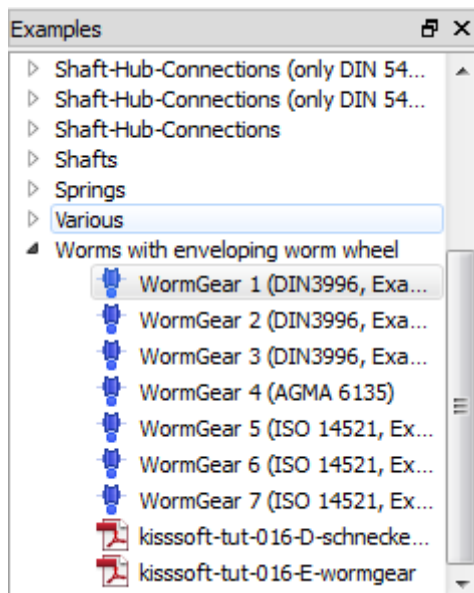 Examples
Shaft-Hub-Connections (only DIN 54...
Shaft-Hub-Connections (only DIN 54...
Shaft-Hub-Connections
Shafts
Springs
Various
Worms with enveloping worm wheel
WormGear 1 (DIN3996, Exa...
WormGear 2 (DIN3996, Exa...
WormGear 3 (DIN3996, Exa...
WormGear 4 (AGMA 6135)
WormGear 5 (ISO 14521, Ex...
WormGear 6 (ISO 14521, Ex...
WormGear 7 (ISO 14521, Ex...
kisssoft-tut-016-D-schnecke...
kisssoft-tut-016-E-wormgear